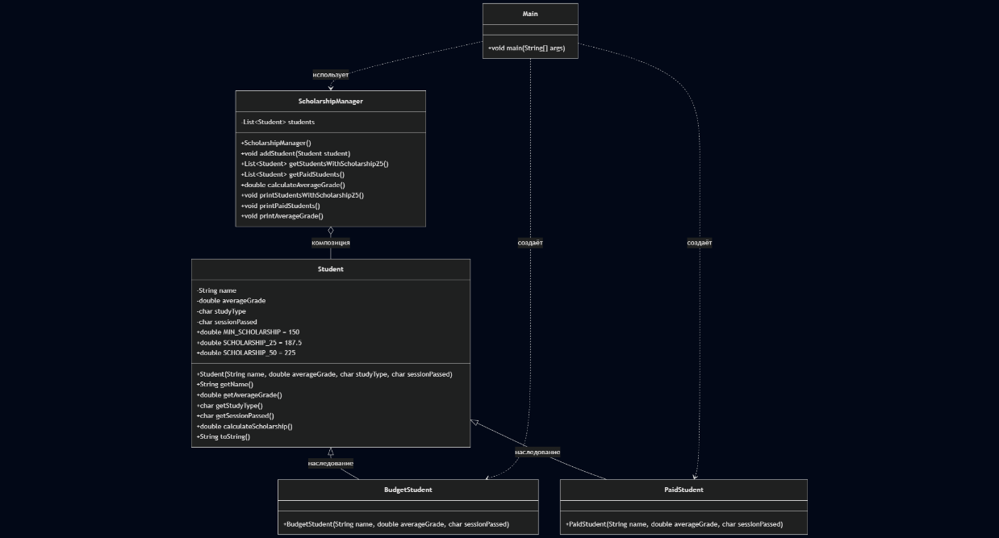 Main
+void main(String[] args)
использует
ScholarshipManager
-List<Student> students
+ScholarshipManager()
+void addStudent(Student student)
+List<Student> getStudentsWithScholarship25()
+List<Student> getPaidStudents()
+double calculateAverageGrade()
+void printStudentsWithScholarship25()
+void printPaidStudents()
+void printAverageGrade()
композиция
создаёт
создаёт
Student
-String name
-double averageGrade
-char studyType
-char sessionPassed
+double MIN_SCHOLARSHIP = 150
+double SCHOLARSHIP_25 = 187.5
+double SCHOLARSHIP_50 = 225
+Student(String name, double averageGrade, char studyType, char sessionPassed)
+String getName()
+double getAverageGrade()
+char getStudyType()
+char getSessionPassed()
+double calculateScholarship()
+String toString()
наследование
наследование
BudgetStudent
+BudgetStudent(String name, double averageGrade, char sessionPassed)
PaidStudent
+PaidStudent(String name, double averageGrade, char sessionPassed)